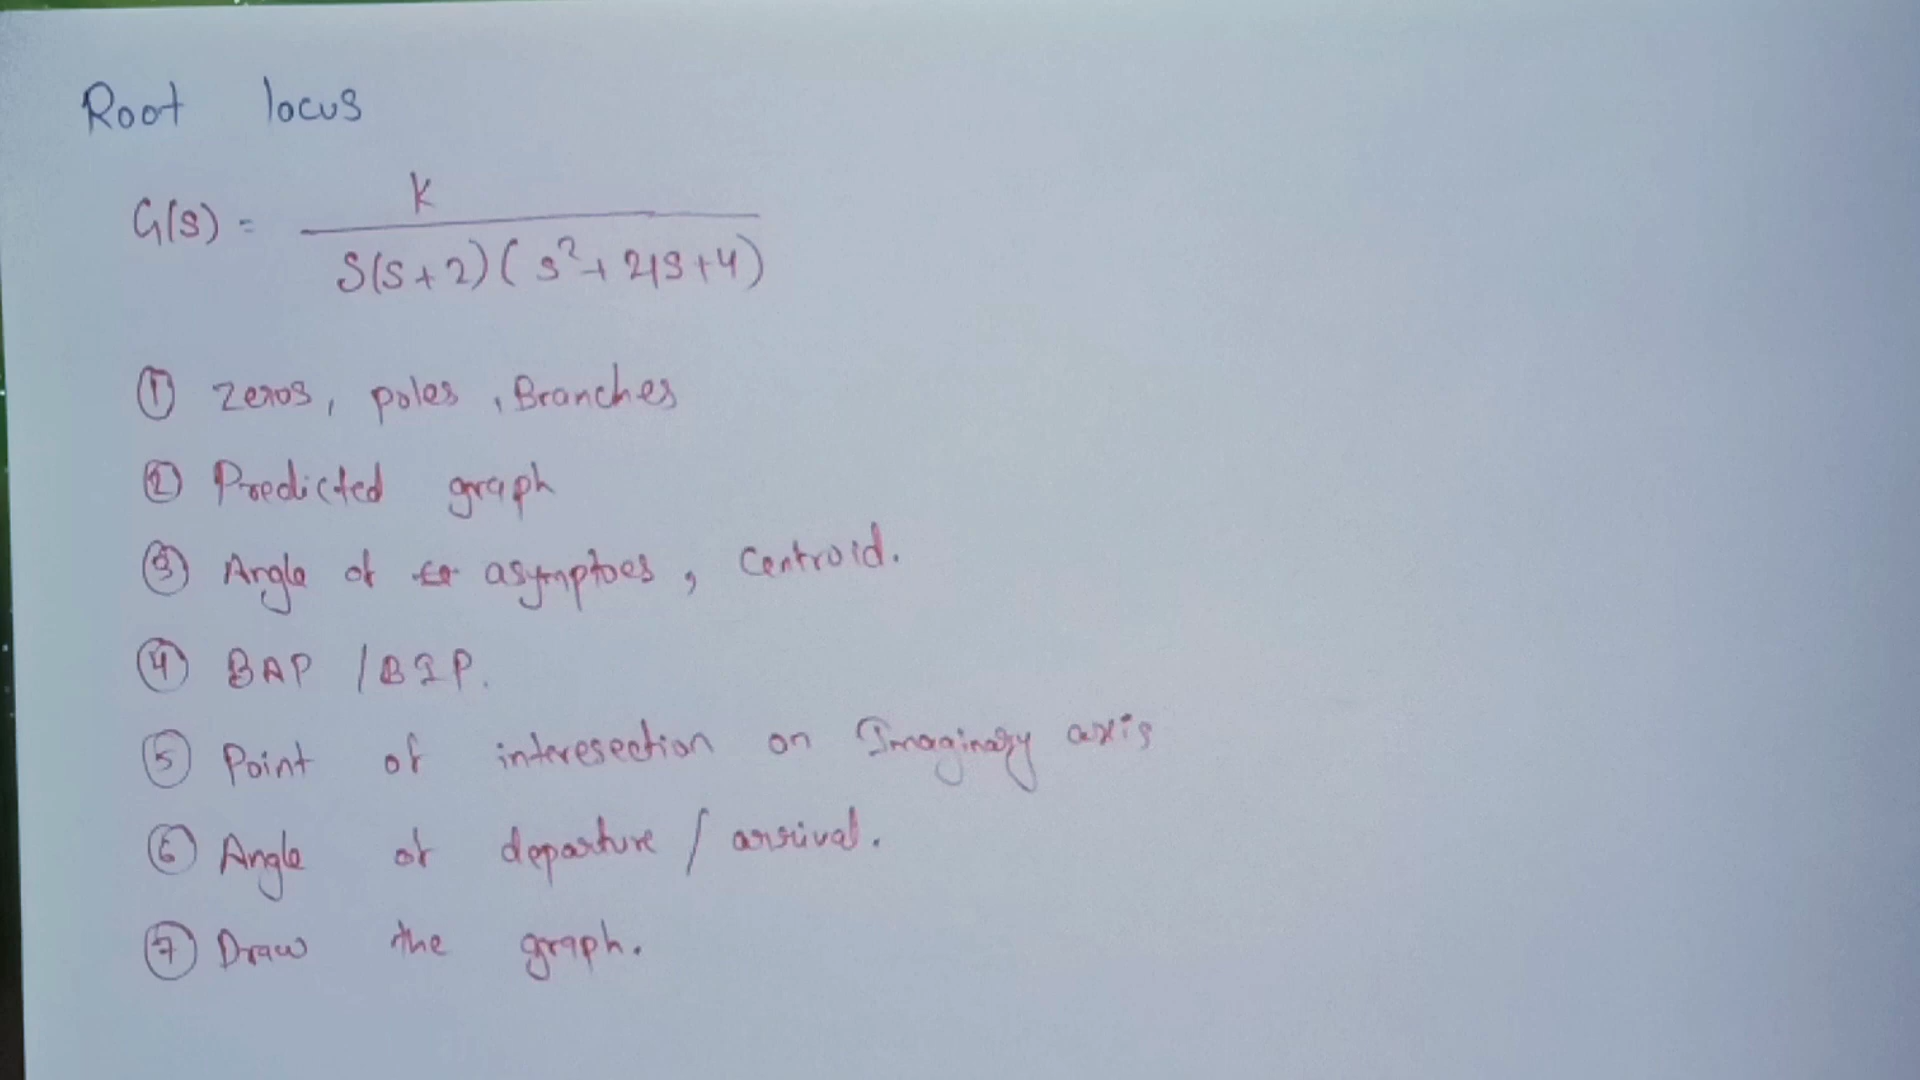 Root locus
G(s) = K
S(S+2)(s²+2s+4)
① Zeros, poles, Branches
② Predicted graph
③ Angle of asymptoes, Centroid.
④ BAP / BIP.
⑤ Point of interesection on Imaginary axis
⑥ Angle of departure / arrival.
⑦ Draw the graph.